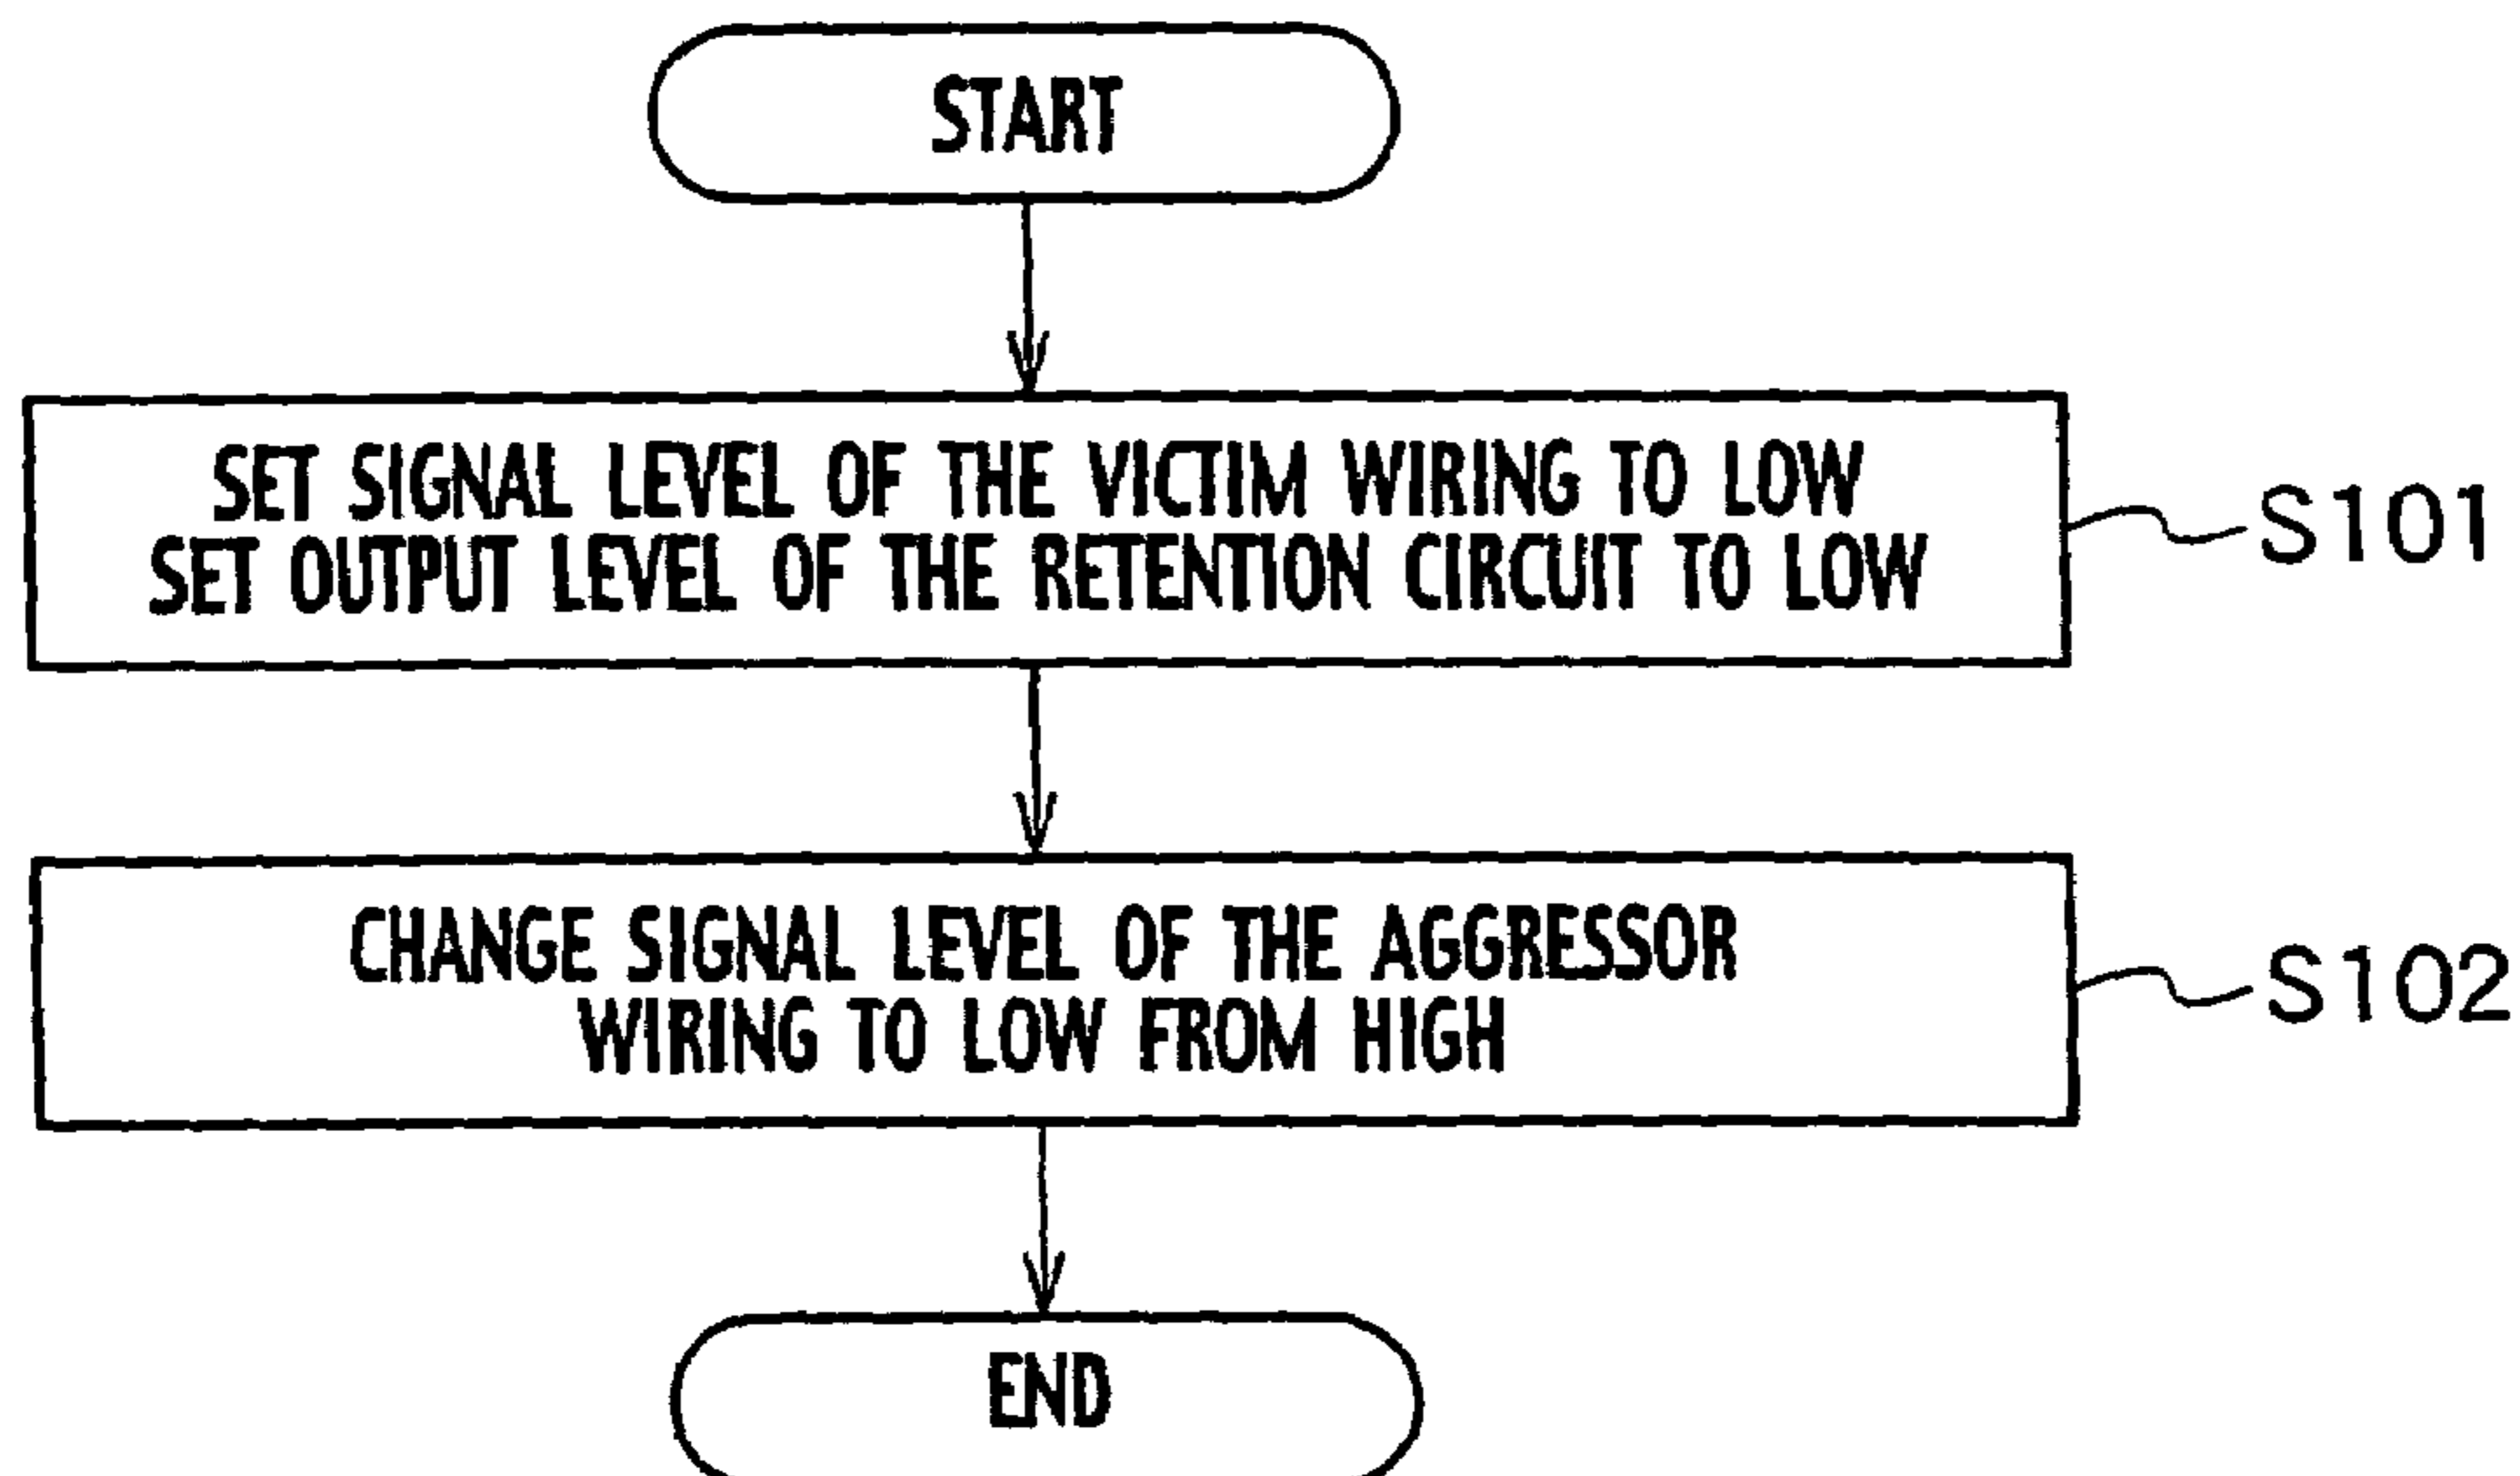 START
SET SIGNAL LEVEL OF THE VICTIM WIRING TO LOW
SET OUTPUT LEVEL OF THE RETENTION CIRCUIT TO LOW
S101
CHANGE SIGNAL LEVEL OF THE AGGRESSOR
WIRING TO LOW FROM HIGH
S102
END